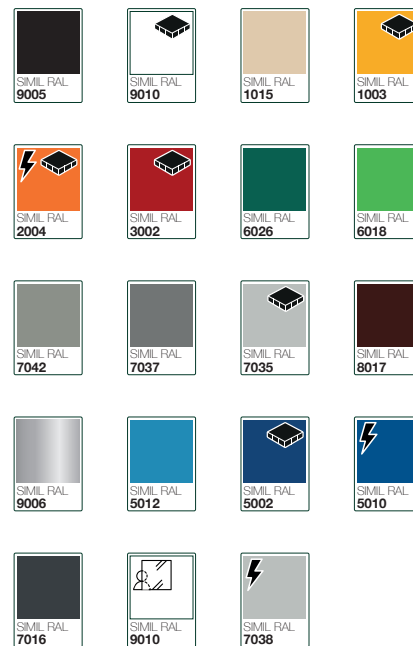 SIMIL RAL
9005
SIMIL RAL
9010
SIMIL RAL
1015
SIMIL RAL
1003
SIMIL RAL
2004
SIMIL RAL
3002
SIMIL RAL
6026
SIMIL RAL
6018
SIMIL RAL
7042
SIMIL RAL
7037
SIMIL RAL
7035
SIMIL RAL
8017
SIMIL RAL
9006
SIMIL RAL
5012
SIMIL RAL
5002
SIMIL RAL
5010
SIMIL RAL
7016
SIMIL RAL
9010
SIMIL RAL
7038